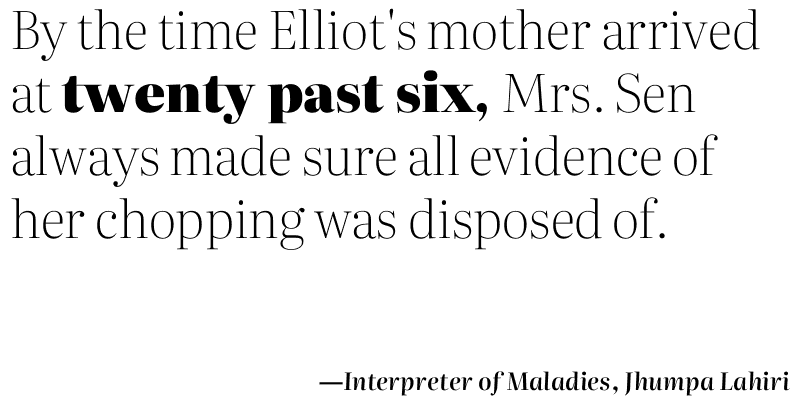 By the time Elliot's mother arrived
at twenty past six, Mrs. Sen
always made sure all evidence of
her chopping was disposed of.
—Interpreter of Maladies, Jhumpa Lahiri